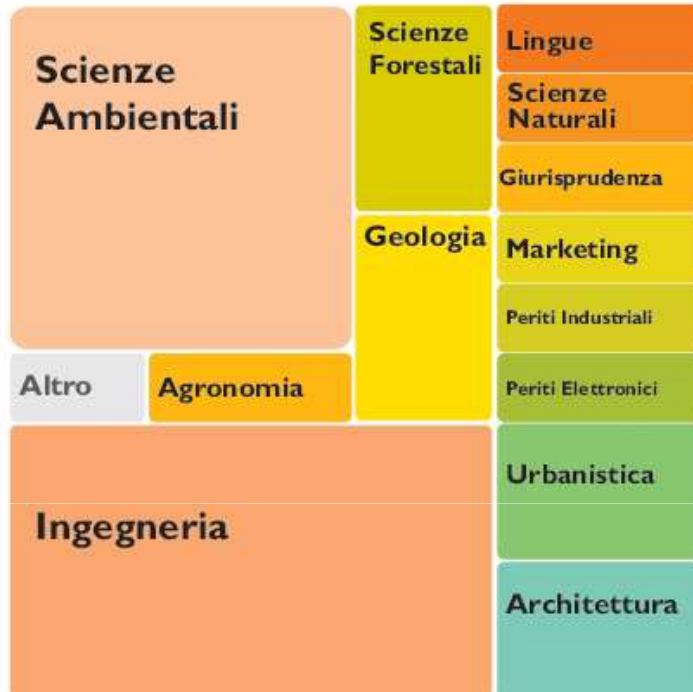 Scienze
Ambientali
Scienze
Forestali
Lingue
Scienze
Naturali
Giurisprudenza
Geologia
Marketing
Periti Industriali
Altro
Agronomia
Periti Elettronici
Urbanistica
Ingegneria
Architettura